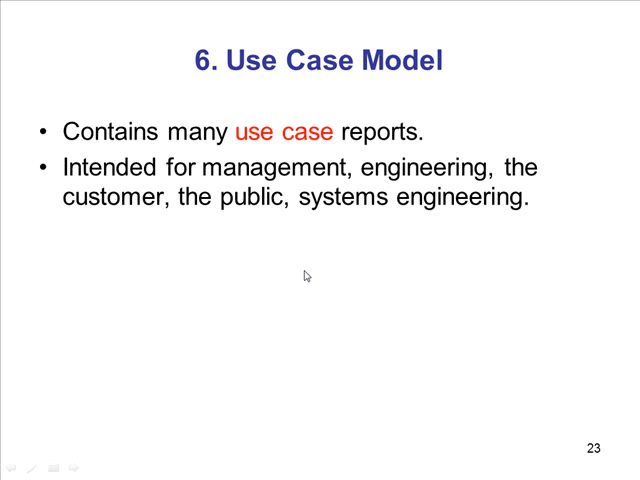 6. Use Case Model
• Contains many use case reports.
• Intended for management, engineering, the
customer, the public, systems engineering.
23